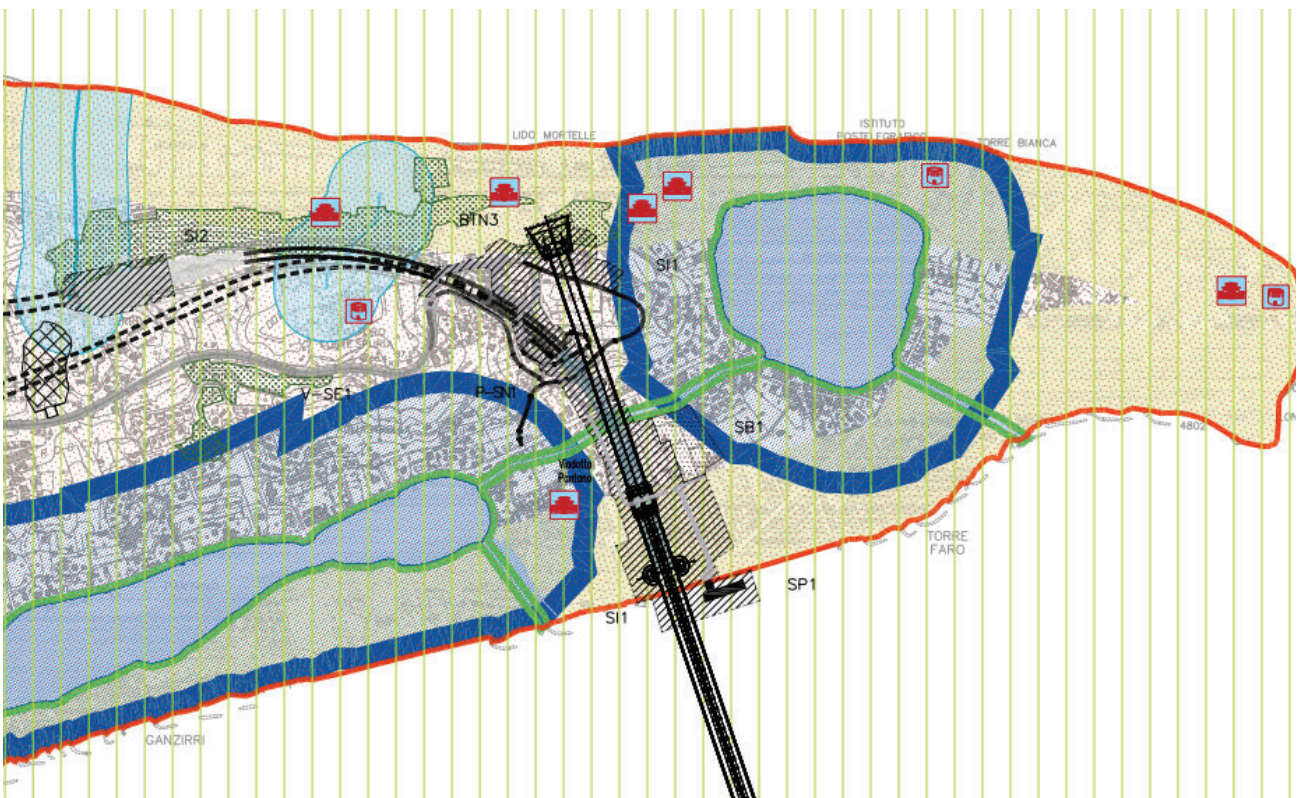 LIDO MORTELLE
ISTITUTO
POSTELEGRAFICO
TORRE BIANCA
BTN3
SI2
SI1
V-SE1
P-SN1
SB1
4802
Viadotto
Pantano
TORRE
FARO
SP1
SI1
GANZIRRI